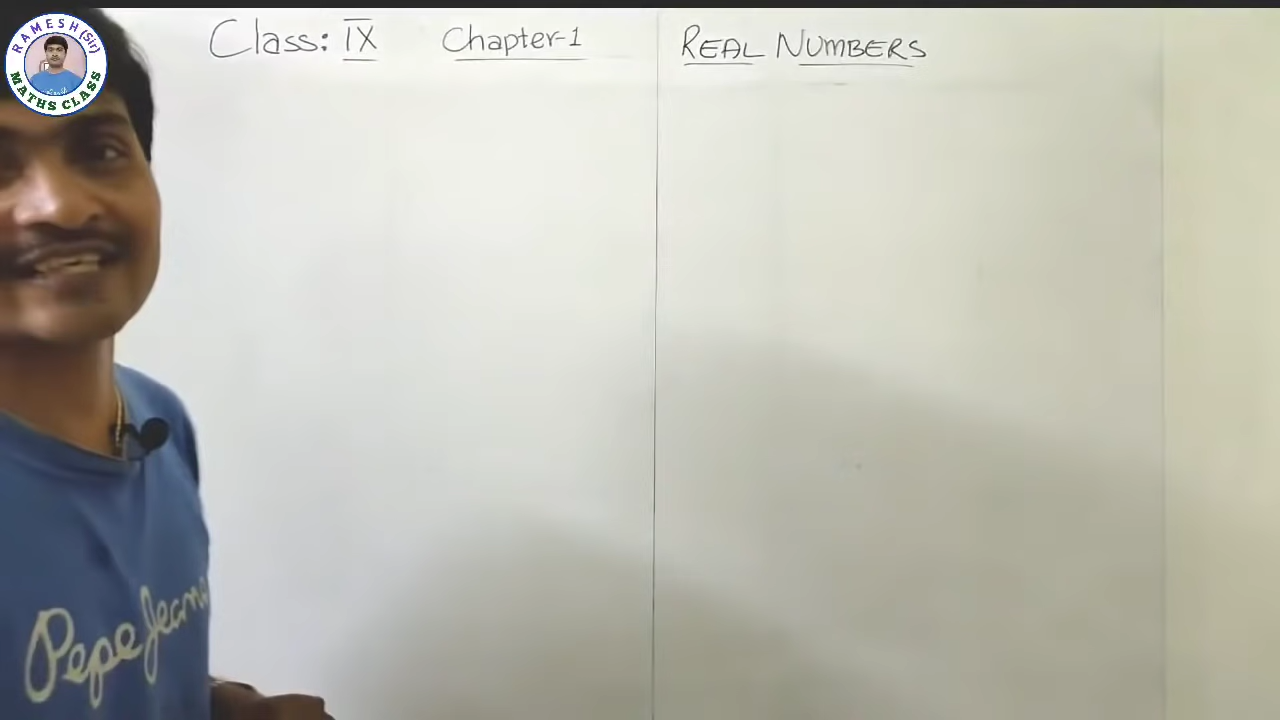 RAMESH (Sir)
MATHS CLASS
Class: IX Chapter-1 REAL NUMBERS
Pepe Jeans